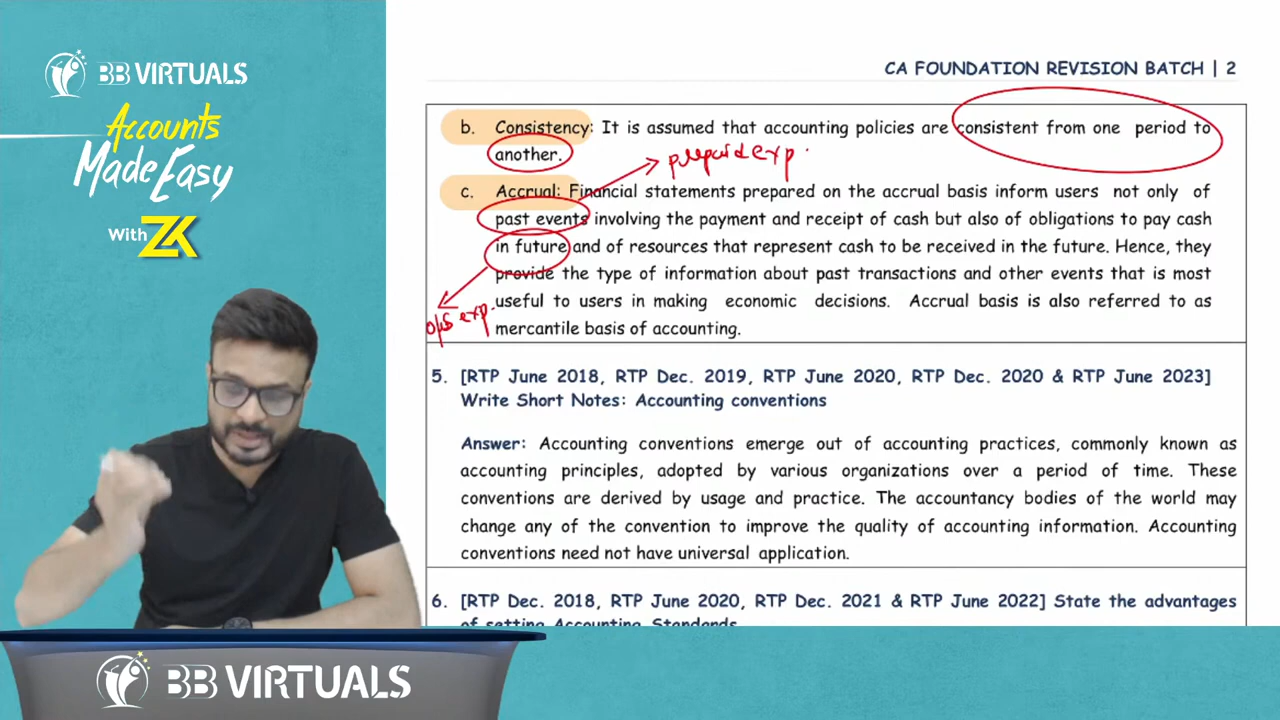 BB VIRTUALS
Accounts
Made Easy
With ZK
CA FOUNDATION REVISION BATCH | 2
b. Consistency: It is assumed that accounting policies are consistent from one period to
another.
prepaid exp.
c. Accrual: Financial statements prepared on the accrual basis inform users not only of
past events involving the payment and receipt of cash but also of obligations to pay cash
in future and of resources that represent cash to be received in the future. Hence, they
provide the type of information about past transactions and other events that is most
useful to users in making economic decisions. Accrual basis is also referred to as
o/s exp.
mercantile basis of accounting.
5. [RTP June 2018, RTP Dec. 2019, RTP June 2020, RTP Dec. 2020 & RTP June 2023]
Write Short Notes: Accounting conventions
Answer: Accounting conventions emerge out of accounting practices, commonly known as
accounting principles, adopted by various organizations over a period of time. These
conventions are derived by usage and practice. The accountancy bodies of the world may
change any of the convention to improve the quality of accounting information. Accounting
conventions need not have universal application.
6. [RTP Dec. 2018, RTP June 2020, RTP Dec. 2021 & RTP June 2022] State the advantages
of setting Accounting Standards
BB VIRTUALS